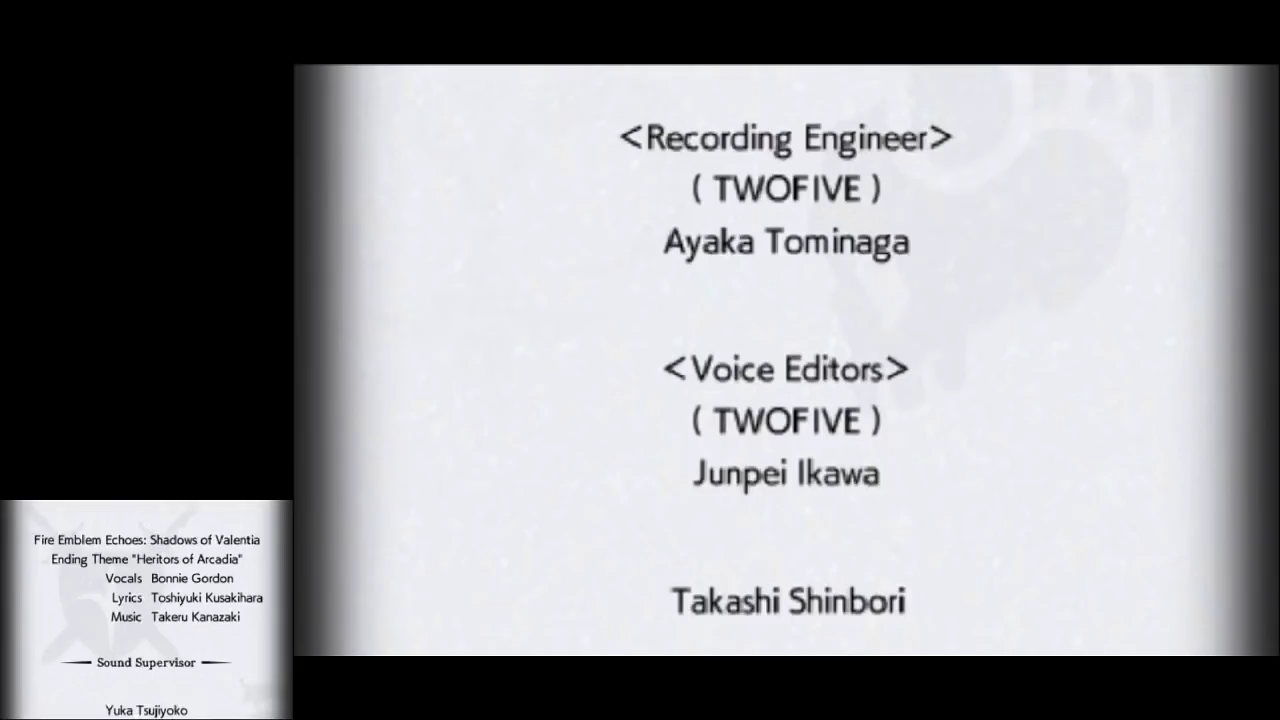 <Recording Engineer>
( TWOFIVE )
Ayaka Tominaga
<Voice Editors>
( TWOFIVE )
Junpei Ikawa
Takashi Shinbori
Fire Emblem Echoes: Shadows of Valentia
Ending Theme "Heritors of Arcadia"
Vocals Bonnie Gordon
Lyrics Toshiyuki Kusakihara
Music Takeru Kanazaki
Sound Supervisor
Yuka Tsujiyoko